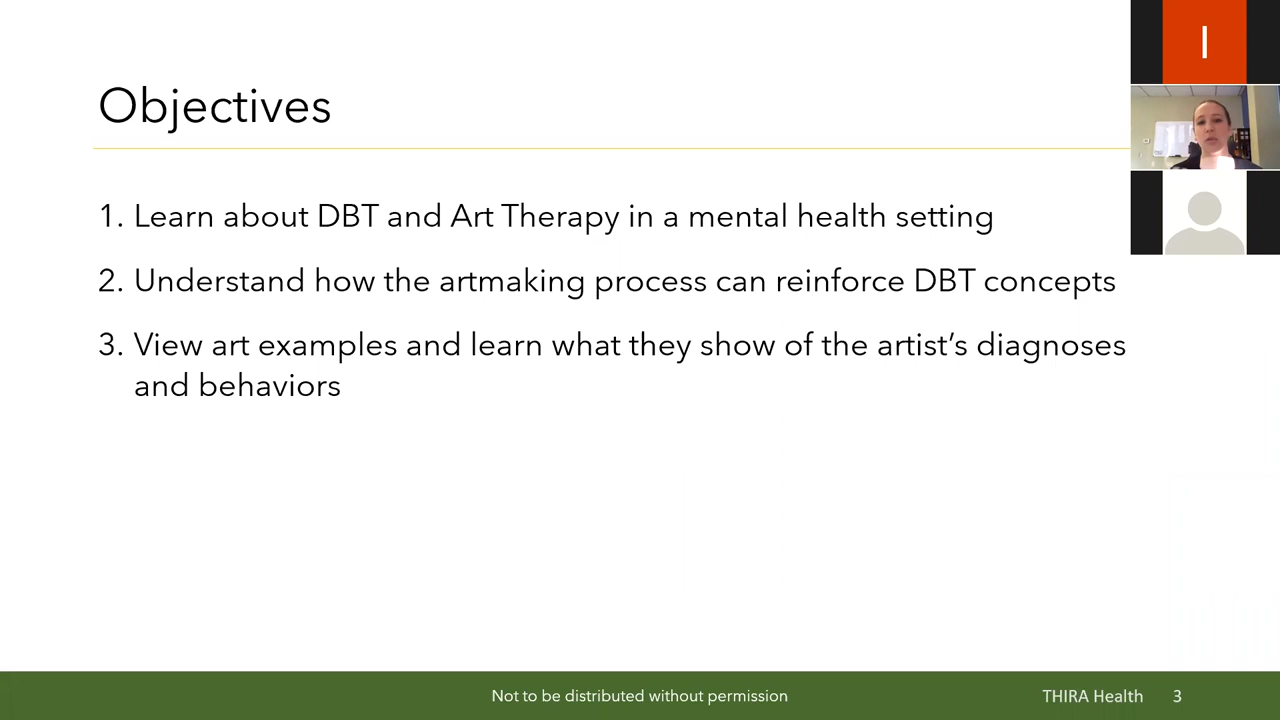 Objectives
1. Learn about DBT and Art Therapy in a mental health setting
2. Understand how the artmaking process can reinforce DBT concepts
3. View art examples and learn what they show of the artist’s diagnoses
and behaviors
Not to be distributed without permission
THIRA Health 3
I